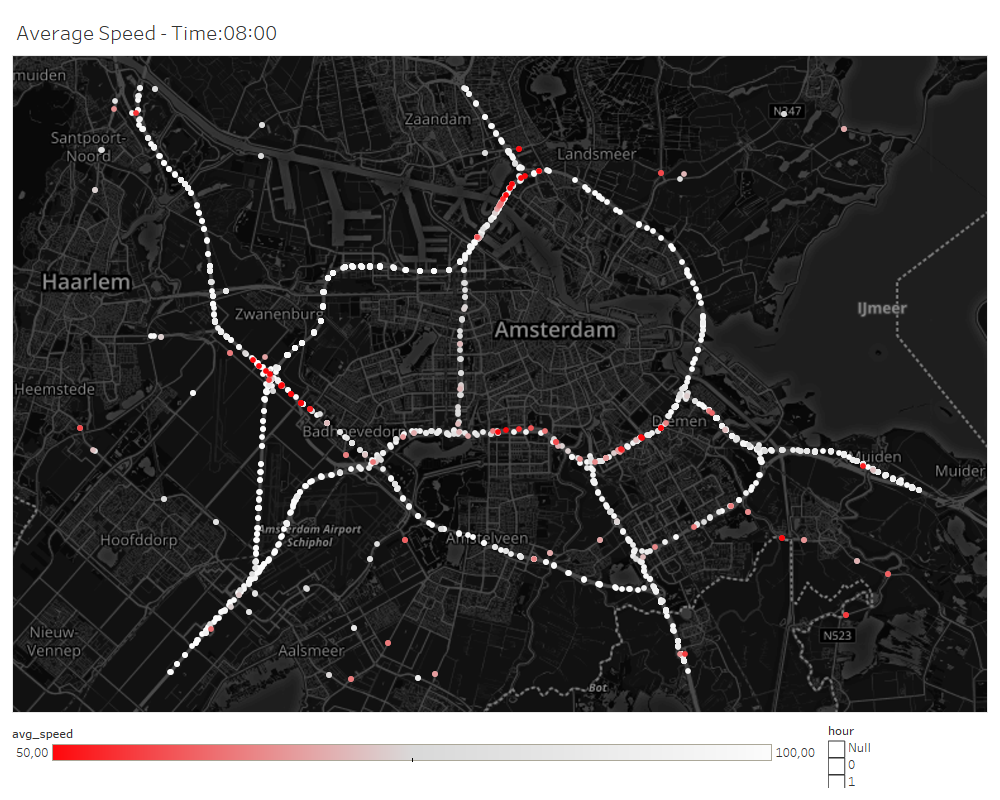 Average Speed - Time:08:00
muiden
Zaandam
N247
Santpoort-
Noord
Landsmeer
Haarlem
IJmeer
Zwanenburg
Amsterdam
Heemstede
Badhoevedorp
Diemen
Muiden
Muider
Amsterdam Airport
Schiphol
Hoofddorp
Amstelveen
Nieuw-
Vennep
Aalsmeer
N523
Bot
avg_speed
50,00
100,00
hour
Null
0
1